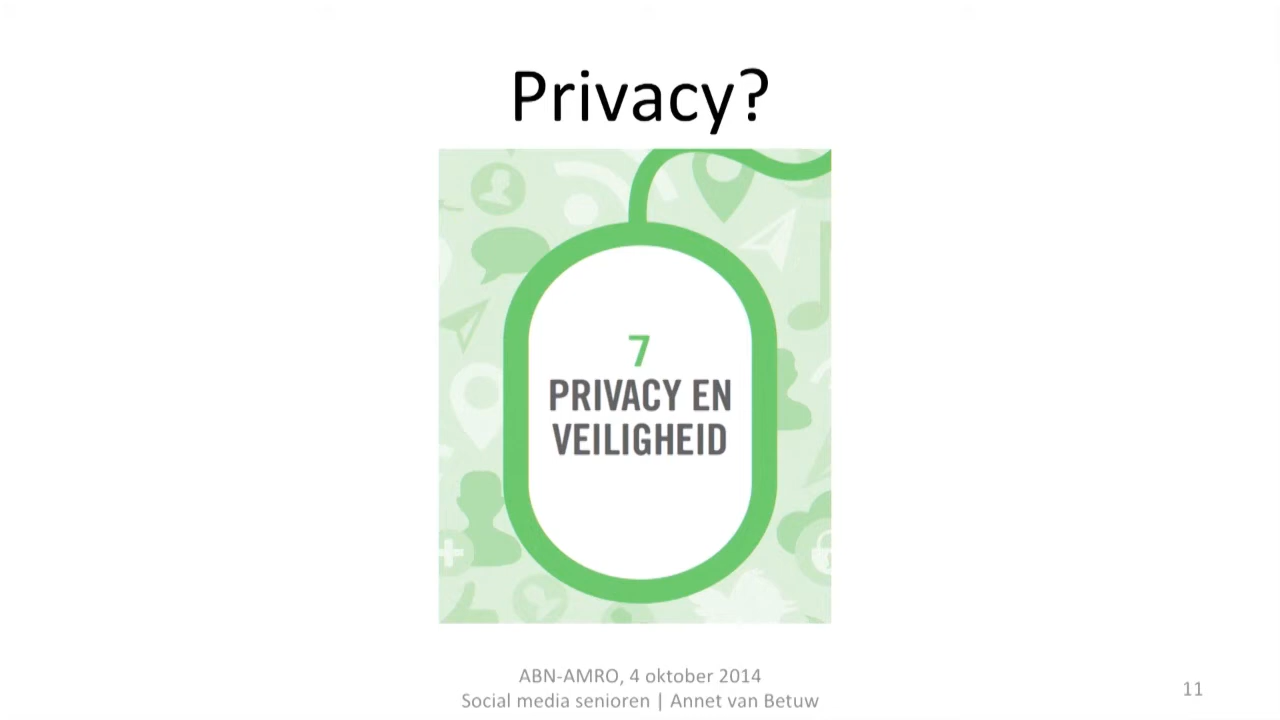 Privacy?
7
PRIVACY EN
VEILIGHEID
ABN-AMRO, 4 oktober 2014
Social media senioren | Annet van Betuw
11